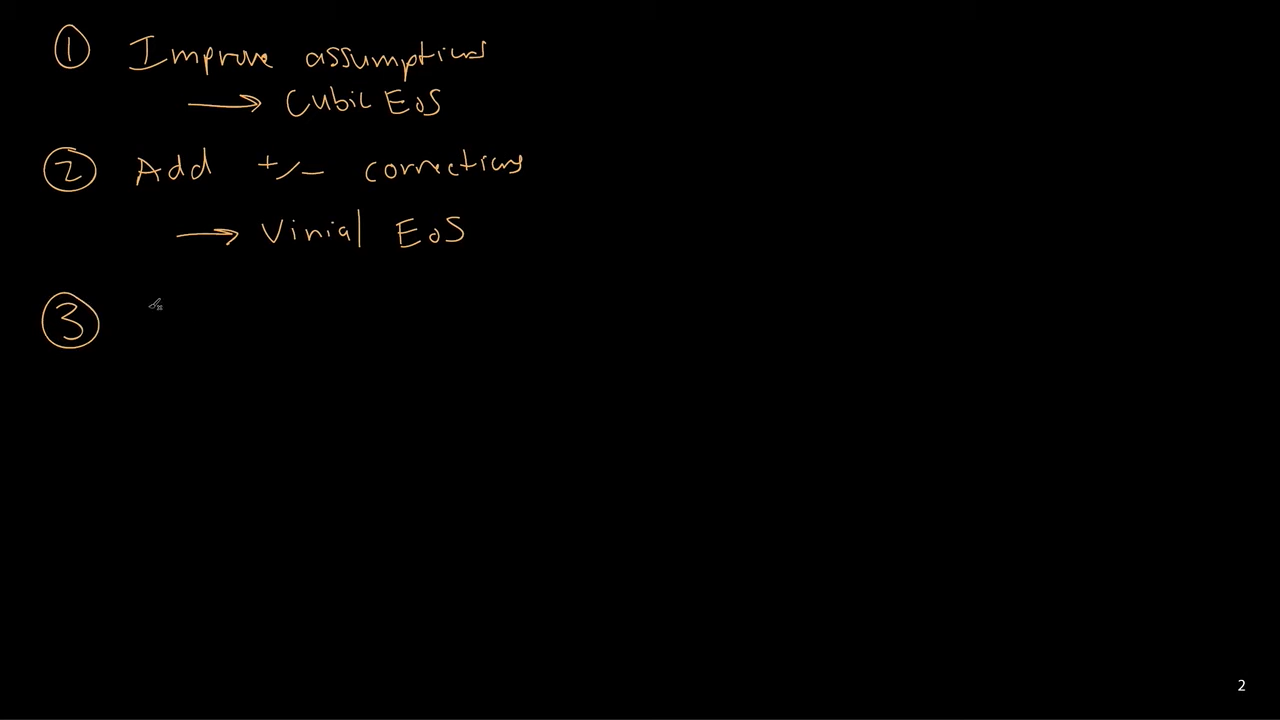 ① Improve assumptions
→ Cubic EoS
② Add +/- corrections
→ Virial EoS
③
2